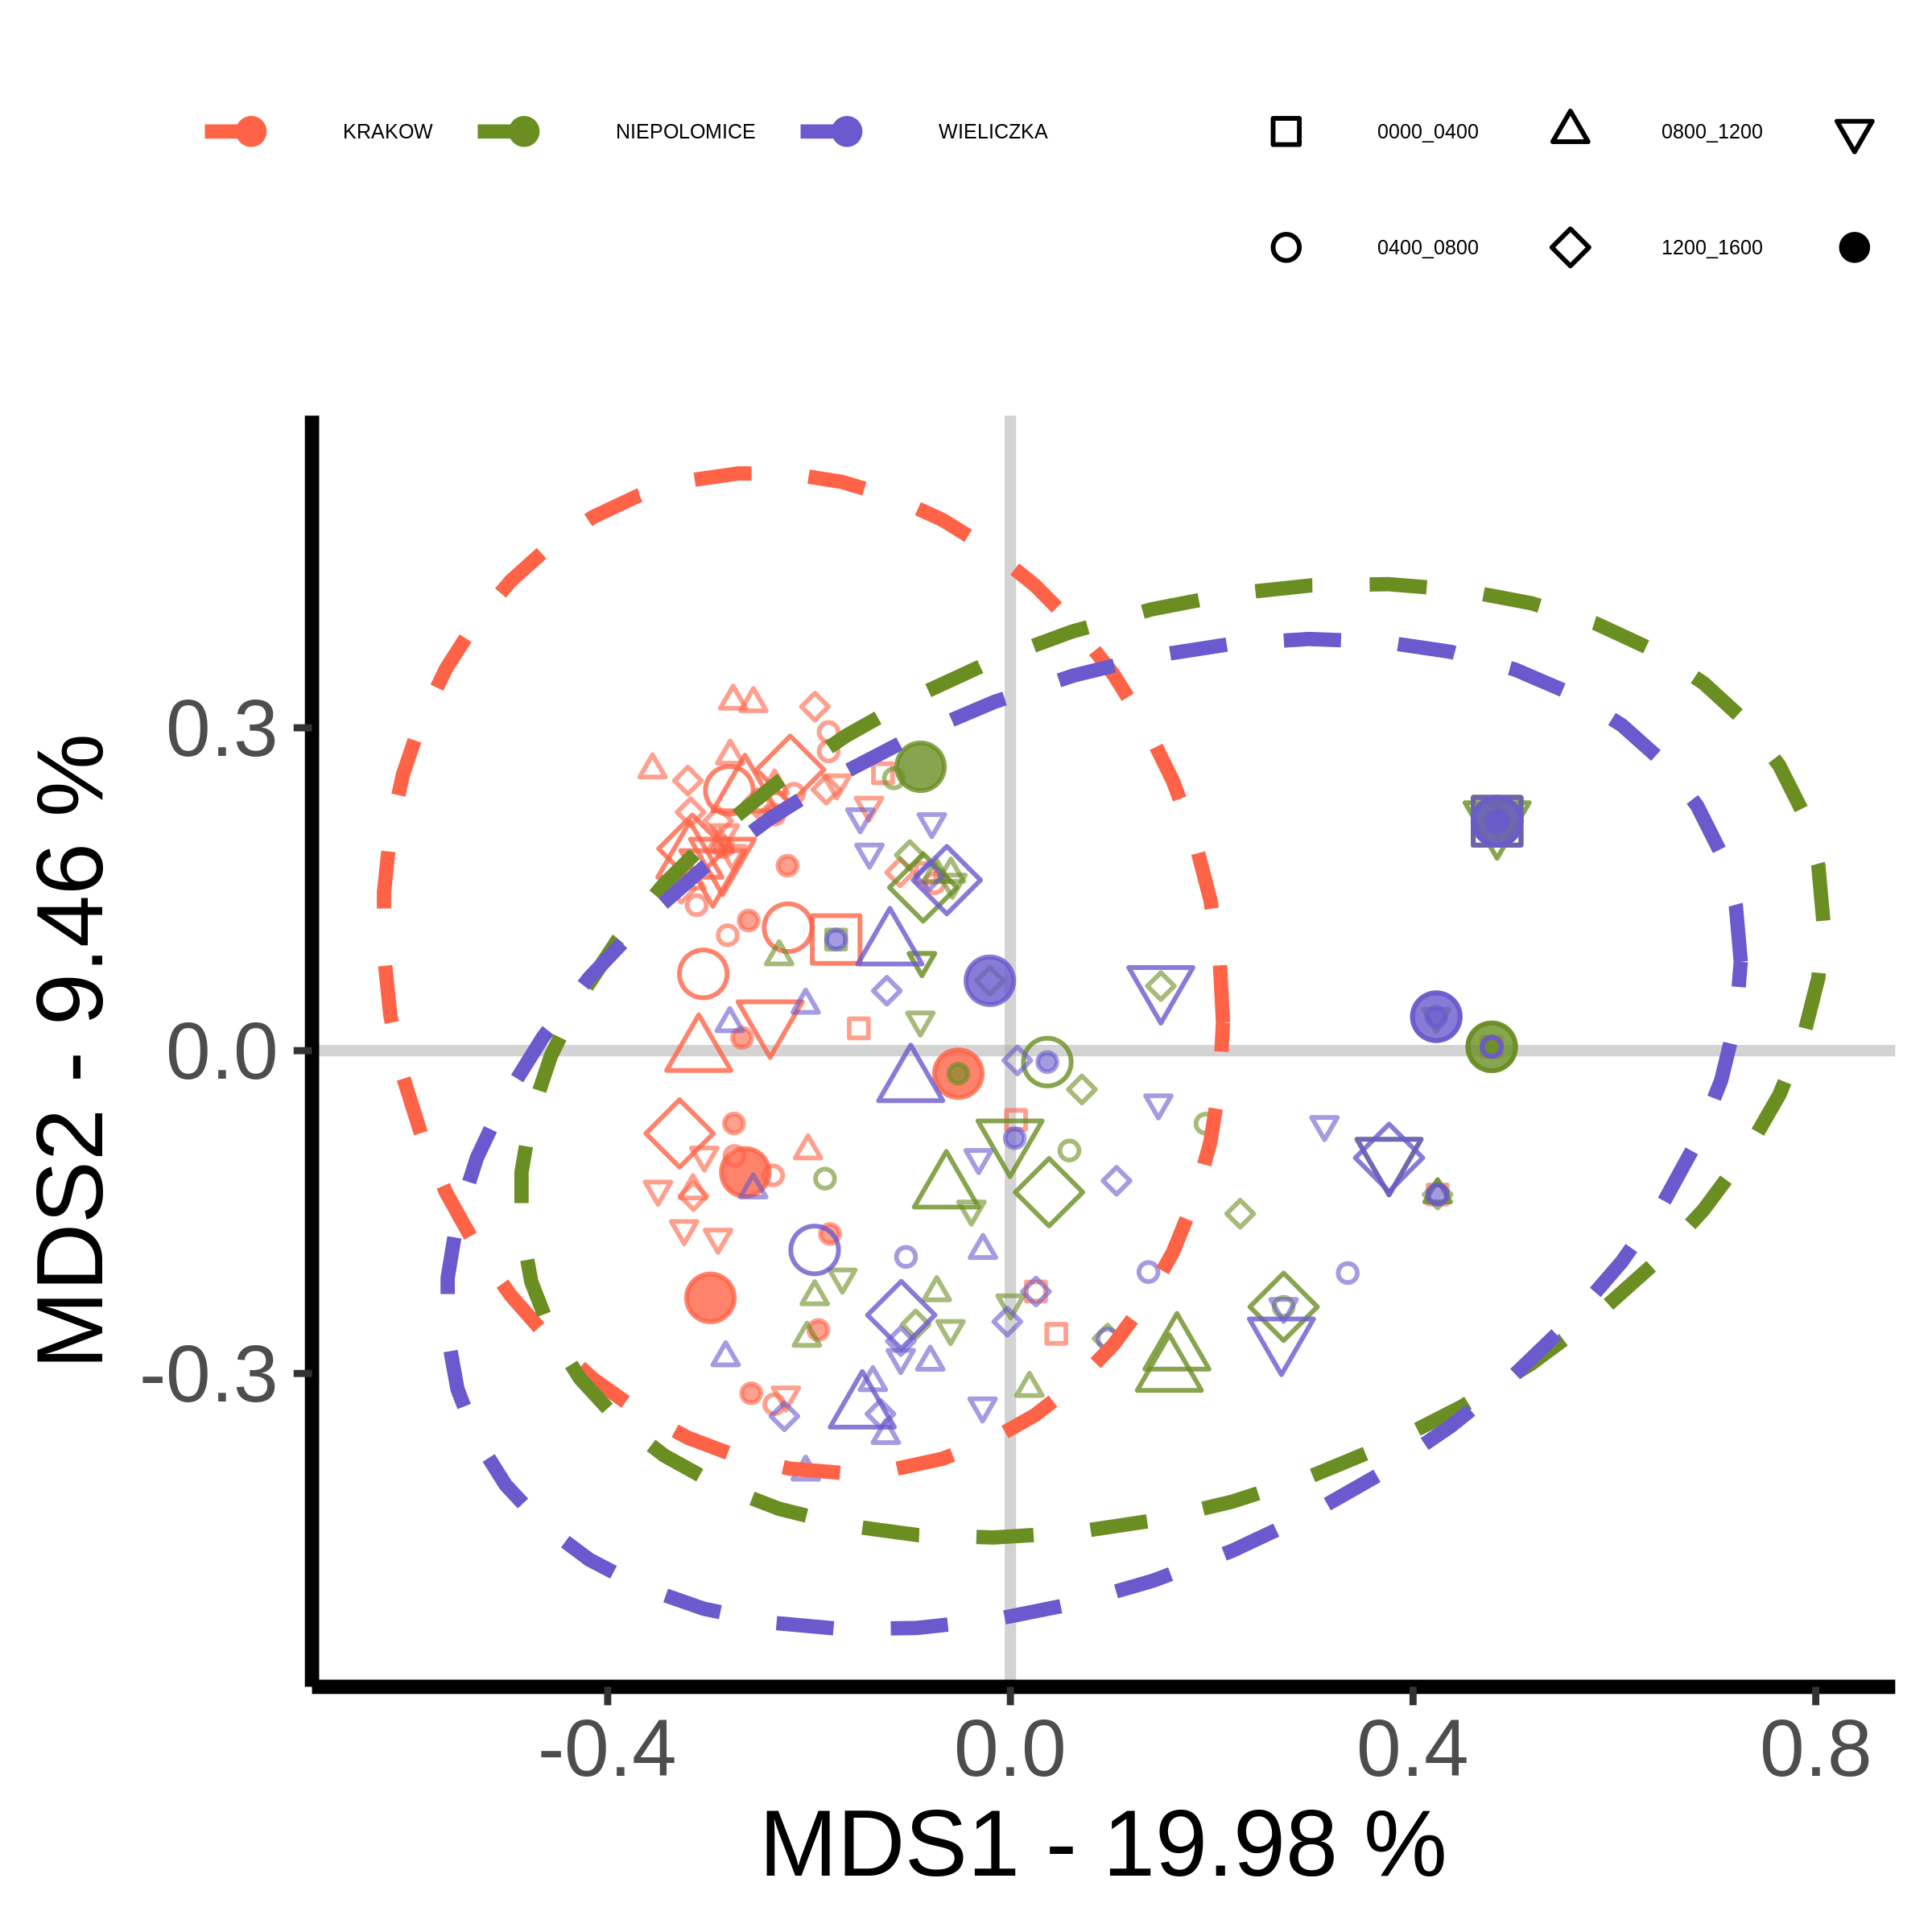 KRAKOW NIEPOLOMICE WIELICZKA 0000_0400 0800_1200
0400_0800 1200_1600
0.3
0.0
-0.3
MDS2 - 9.46 %
-0.4 0.0 0.4 0.8
MDS1 - 19.98 %